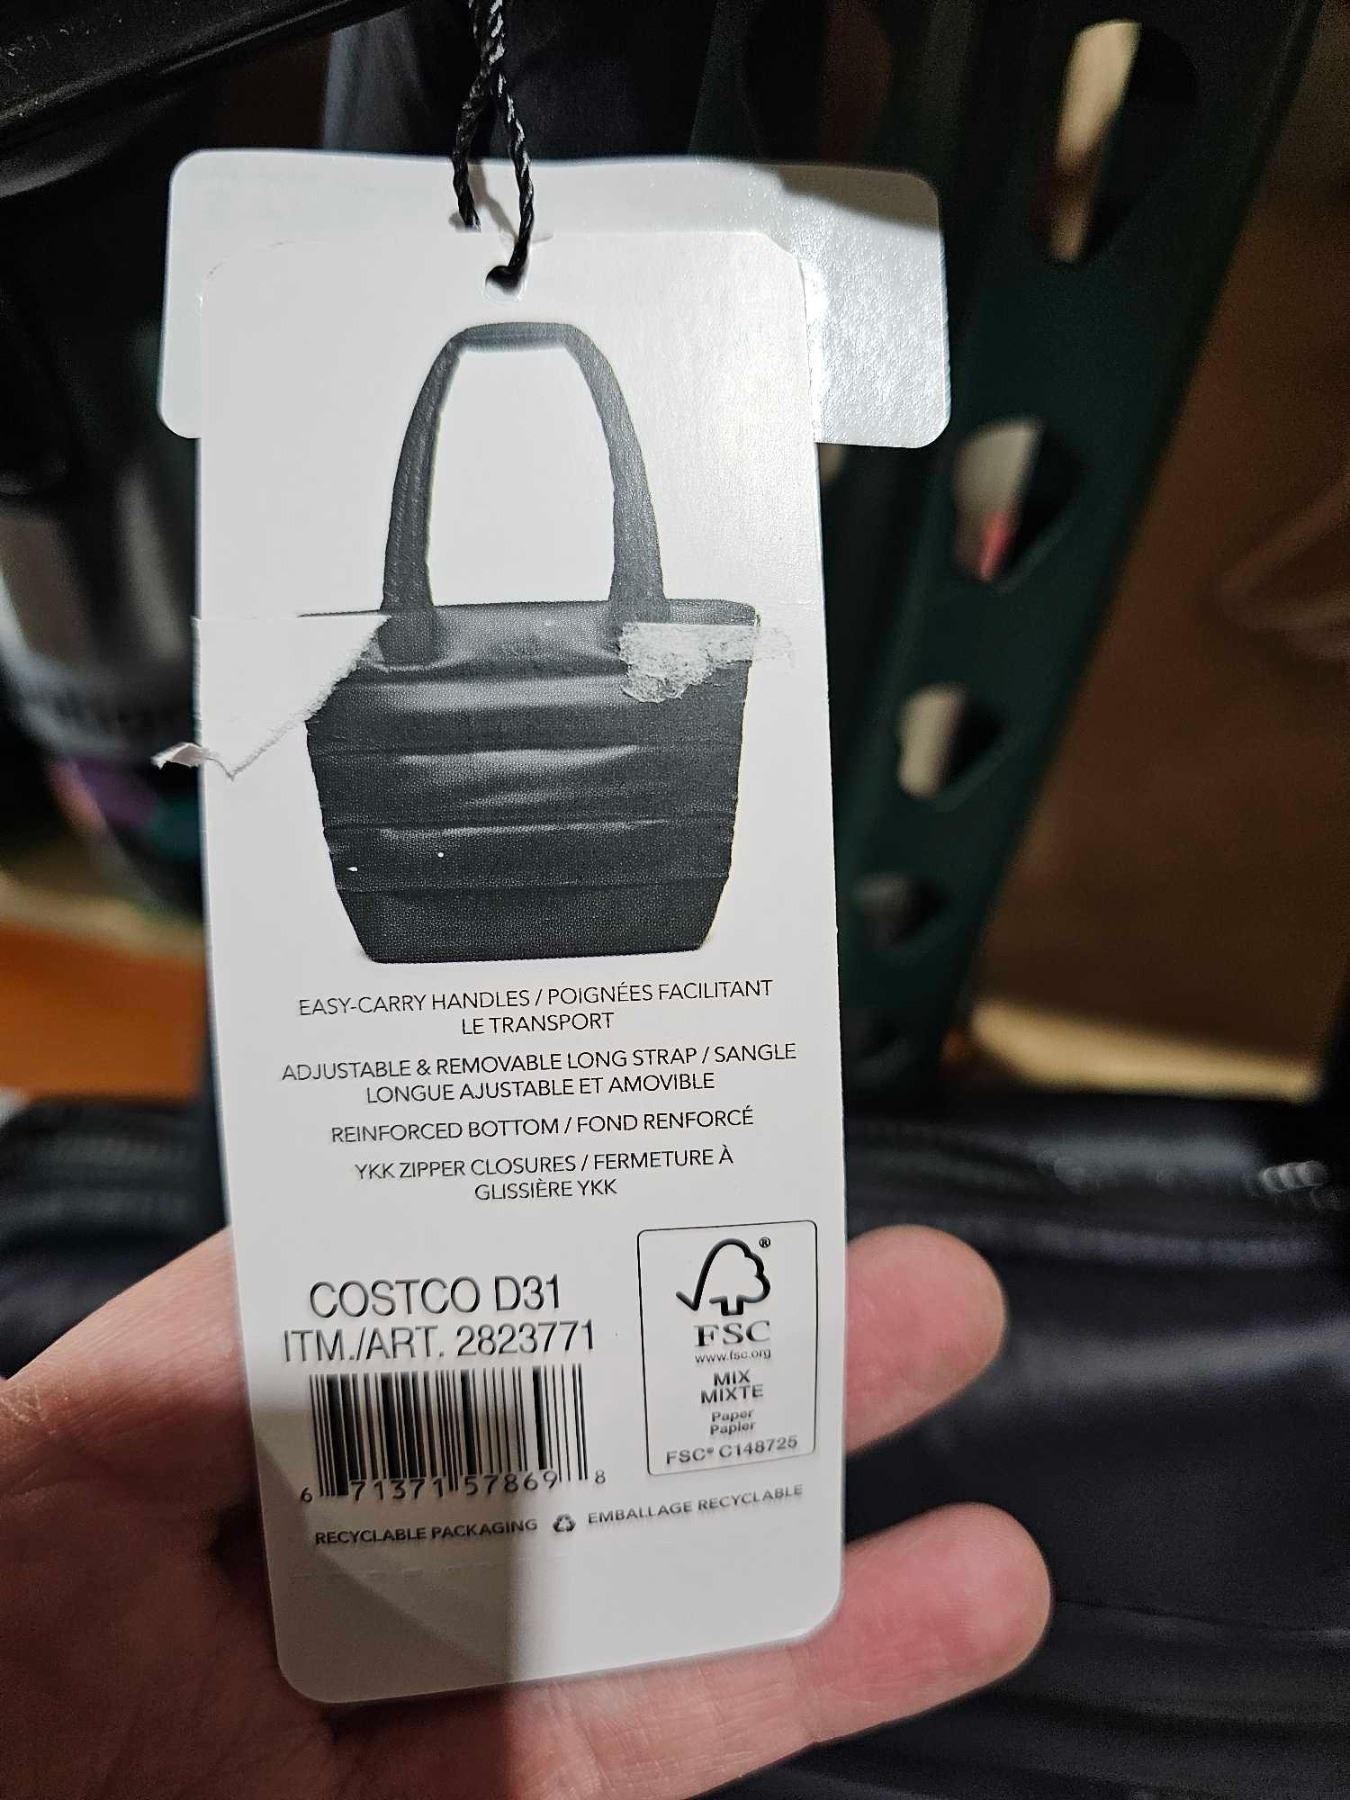 EASY-CARRY HANDLES / POIGNÉES FACILITANT
LE TRANSPORT
ADJUSTABLE & REMOVABLE LONG STRAP / SANGLE
LONGUE AJUSTABLE ET AMOVIBLE
REINFORCED BOTTOM / FOND RENFORCÉ
YKK ZIPPER CLOSURES / FERMETURE À
GLISSIÈRE YKK
COSTCO D31
ITM./ART. 2823771
6 71371 57869 8
®
FSC
www.fsc.org
MIX
MIXTE
Paper
Papier
FSC® C148725
RECYCLABLE PACKAGING EMBALLAGE RECYCLABLE